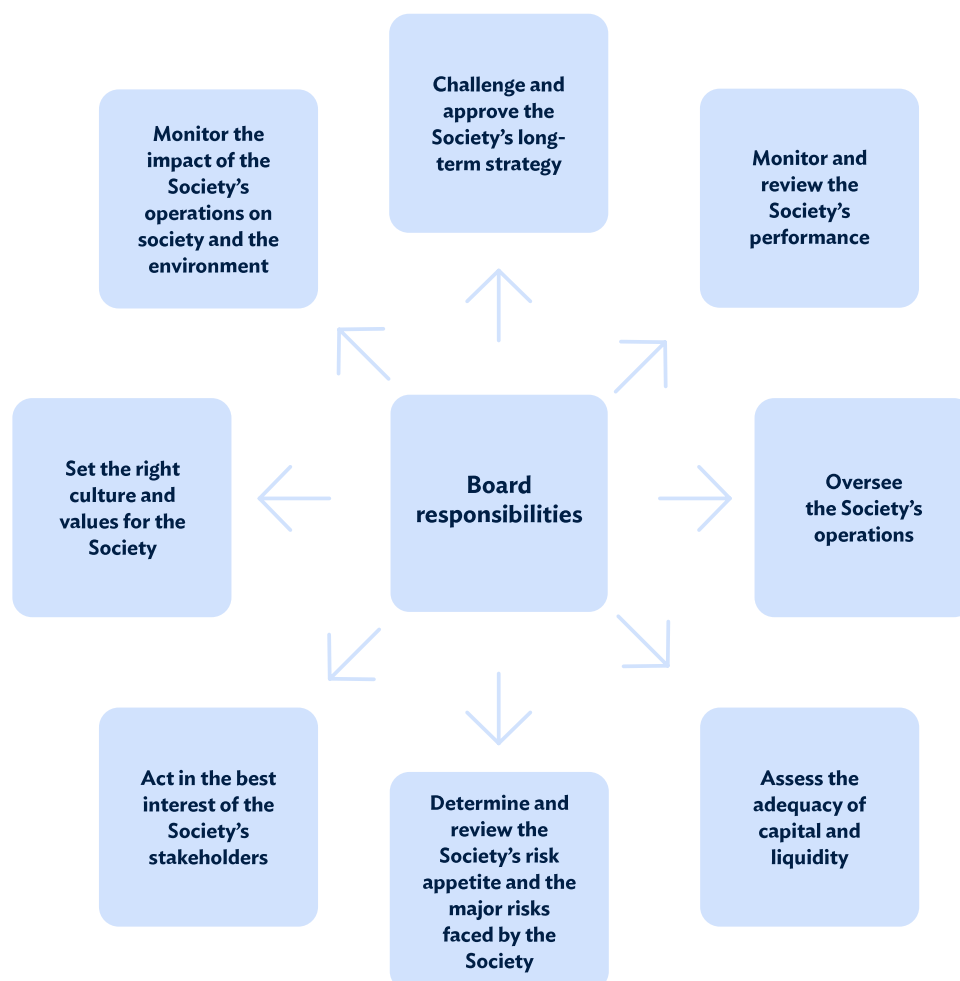 Challenge and
approve the
Society’s long-
term strategy
Monitor the
impact of the
Society’s
operations on
society and the
environment
Monitor and
review the
Society’s
performance
Set the right
culture and
values for the
Society
Board
responsibilities
Oversee
the Society’s
operations
Act in the best
interest of the
Society’s
stakeholders
Determine and
review the
Society’s risk
appetite and the
major risks
faced by the
Society
Assess the
adequacy of
capital and
liquidity